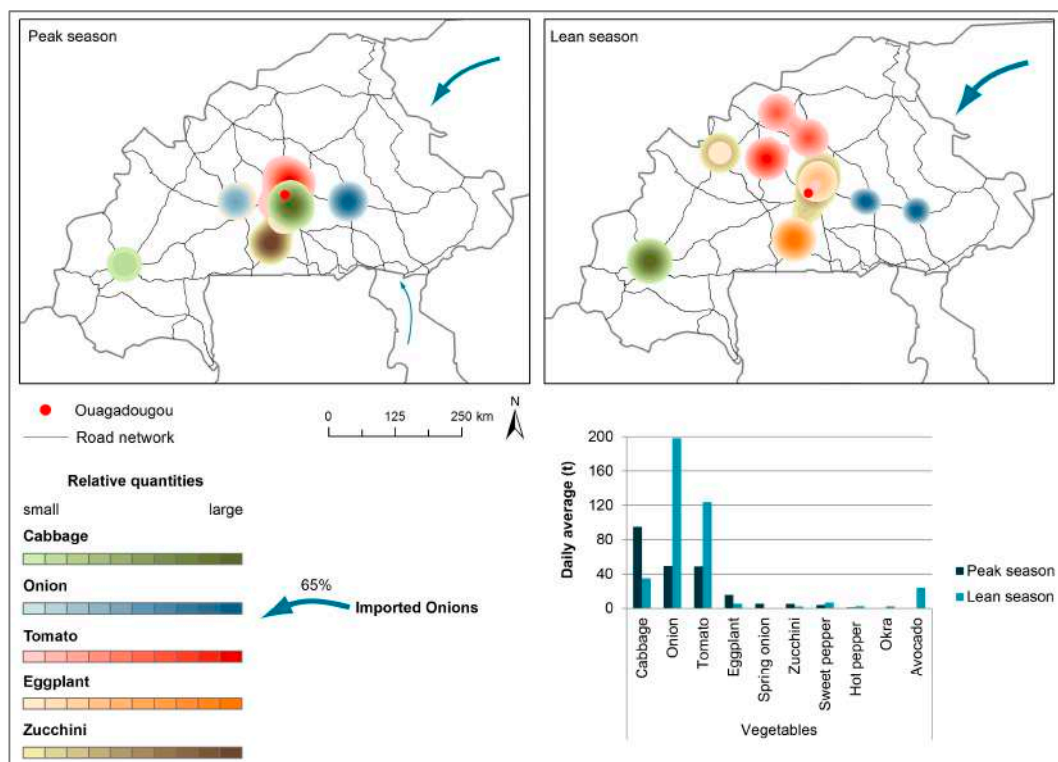 Peak season
Lean season
Ouagadougou
Road network
0 125 250 km
N
Relative quantities
small large
Cabbage
Onion
Tomato
Eggplant
Zucchini
65%
Imported Onions
Daily average (t)
200
160
120
80
40
0
Cabbage
Onion
Tomato
Eggplant
Spring onion
Zucchini
Sweet pepper
Hot pepper
Okra
Avocado
Vegetables
Peak season
Lean season